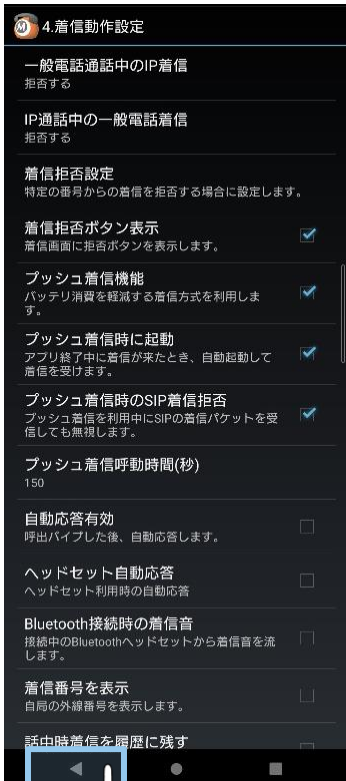 4.着信動作設定
一般電話通話中のIP着信
拒否する
IP通話中の一般電話着信
拒否する
着信拒否設定
特定の番号からの着信を拒否する場合に設定します。
着信拒否ボタン表示
着信画面に拒否ボタンを表示します。
プッシュ着信機能
バッテリ消費を軽減する着信方式を利用しま
す。
プッシュ着信時に起動
アプリ終了中に着信が来たとき、自動起動して
着信を受けます。
プッシュ着信時のSIP着信拒否
プッシュ着信を利用中にSIPの着信パケットを受
信しても無視します。
プッシュ着信呼動時間(秒)
150
自動応答有効
呼出バイブした後、自動応答します。
ヘッドセット自動応答
ヘッドセット利用時の自動応答
Bluetooth接続時の着信音
接続中のBluetoothヘッドセットから着信音を流
します。
着信番号を表示
自局の外線番号を表示します。
話中時着信を履歴に残す